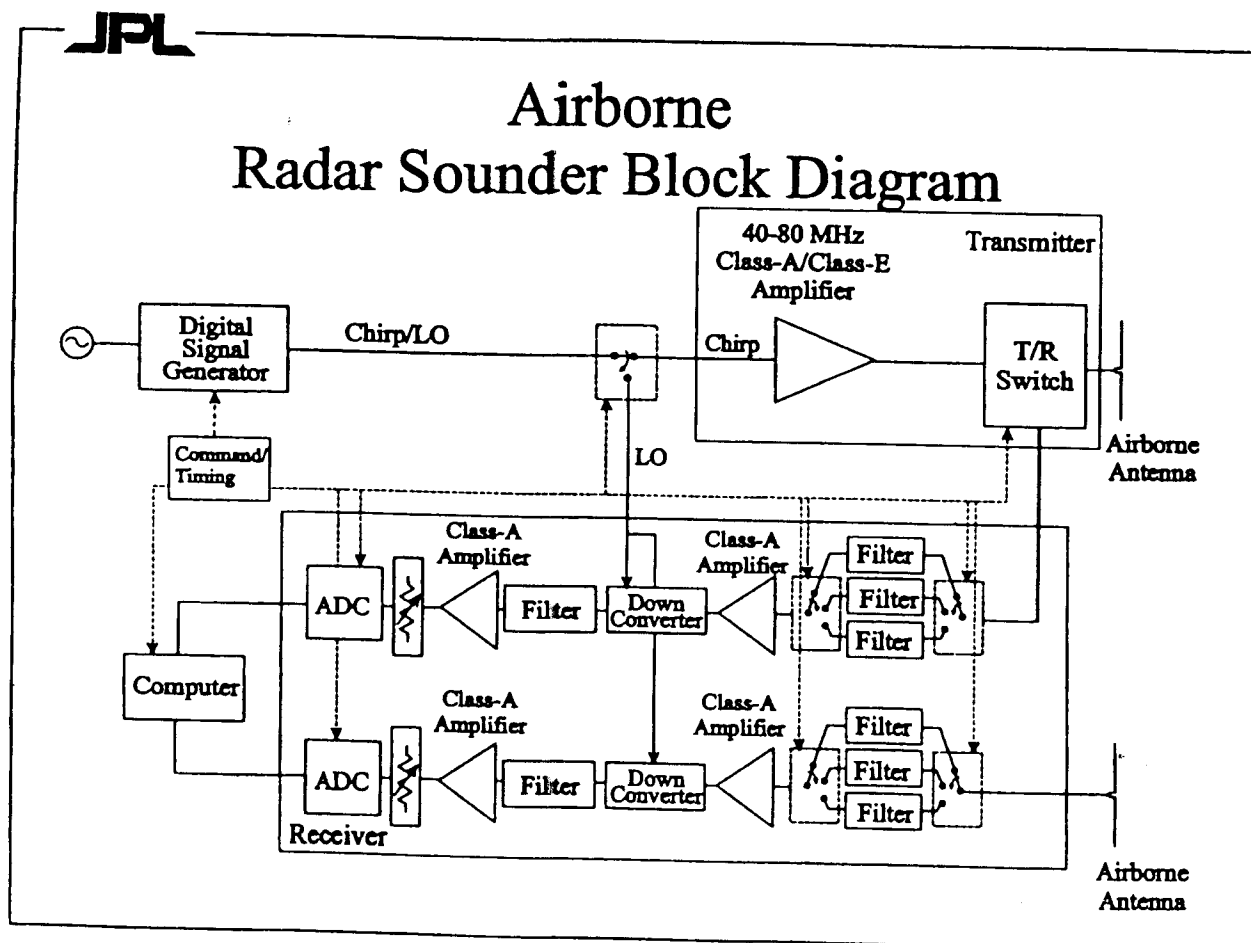 JPL
Airborne
Radar Sounder Block Diagram
40-80 MHz
Class-A/Class-E
Amplifier
Transmitter
Digital
Signal
Generator
Chirp/LO
Chirp
T/R
Switch
Command/
Timing
LO
Airborne
Antenna
Class-A
Amplifier
Class-A
Amplifier
Filter
ADC
Filter
Down
Converter
Filter
Filter
Computer
Class-A
Amplifier
Class-A
Amplifier
Filter
ADC
Filter
Down
Converter
Filter
Filter
Receiver
Airborne
Antenna